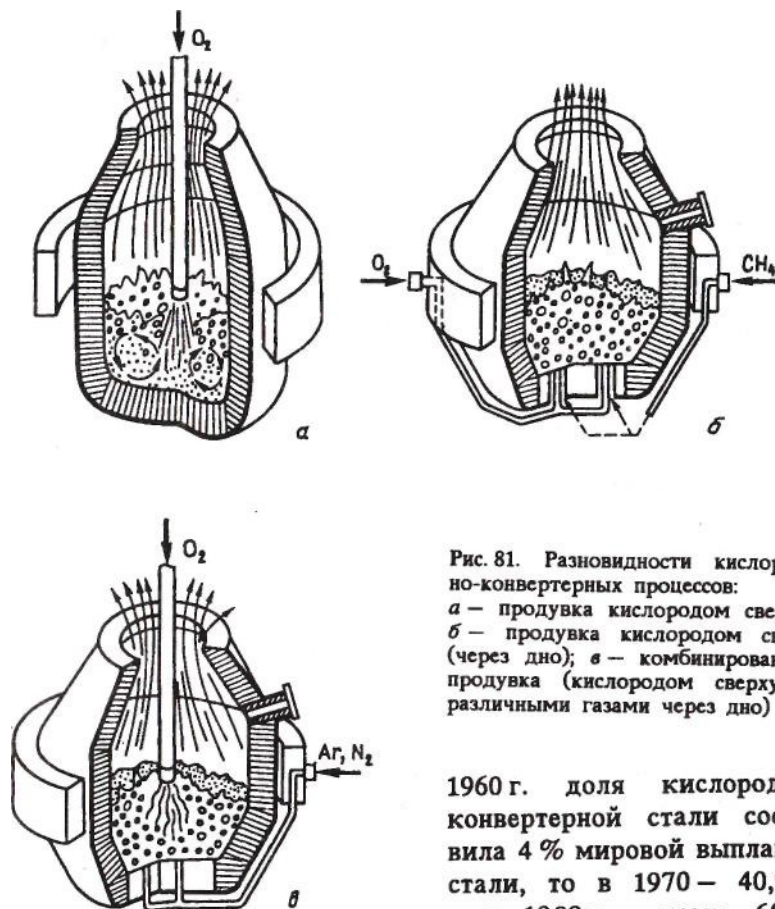 O₂
а
O₂
CH₄
б
O₂
Ar, N₂
в
Рис. 81. Разновидности кислор
но-конвертерных процессов:
а — продувка кислородом све
б — продувка кислородом с
(через дно); в — комбинирован
продувка (кислородом сверху
различными газами через дно)
1960 г. доля кислород
конвертерной стали сос
вила 4 % мировой выплав
стали, то в 1970 — 40,